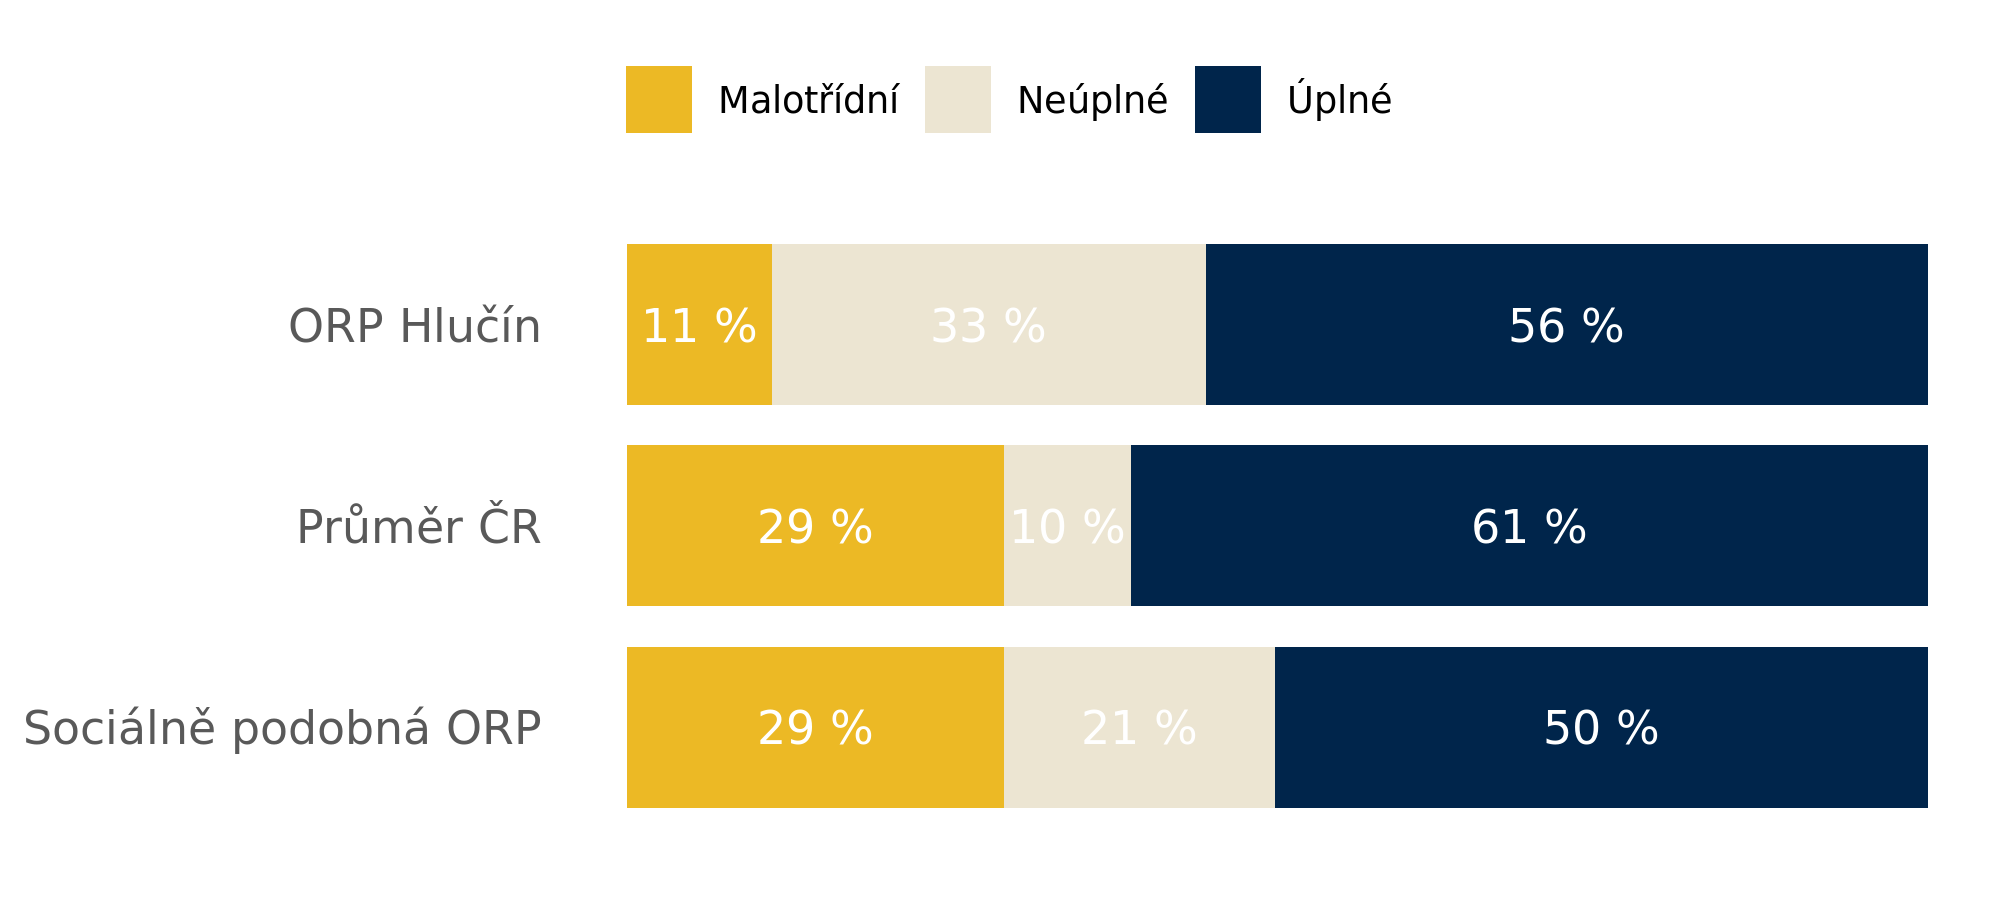 Malotřídní Neúplné Úplné
ORP Hlučín 11 % 33 % 56 %
Průměr ČR 29 % 10 % 61 %
Sociálně podobná ORP 29 % 21 % 50 %